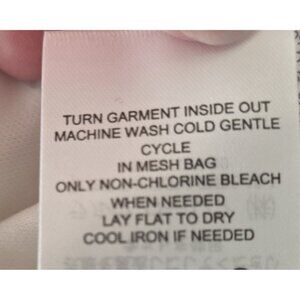 TURN GARMENT INSIDE OUT
MACHINE WASH COLD GENTLE
CYCLE
IN MESH BAG
ONLY NON-CHLORINE BLEACH
WHEN NEEDED
LAY FLAT TO DRY
COOL IRON IF NEEDED